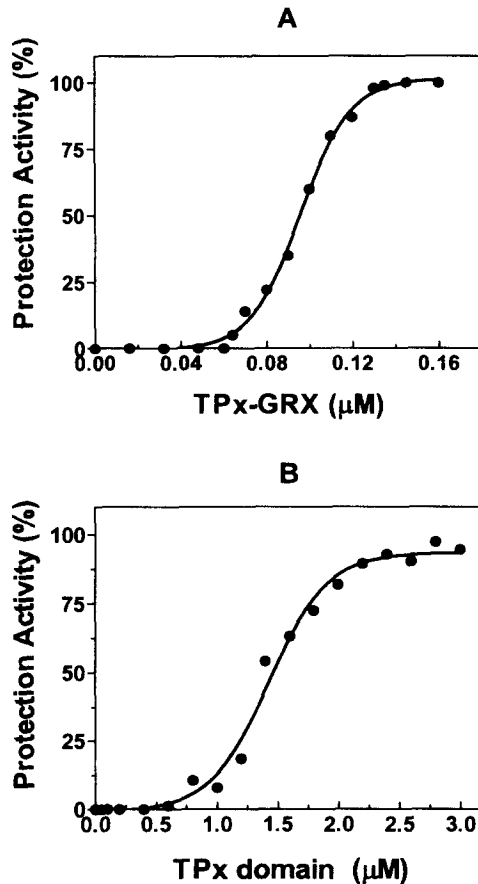 A
Protection Activity (%)
100
75
50
25
0
0.00 0.04 0.08 0.12 0.16
TPx-GRX (μM)
B
Protection Activity (%)
100
75
50
25
0
0.0 0.5 1.0 1.5 2.0 2.5 3.0
TPx domain (μM)